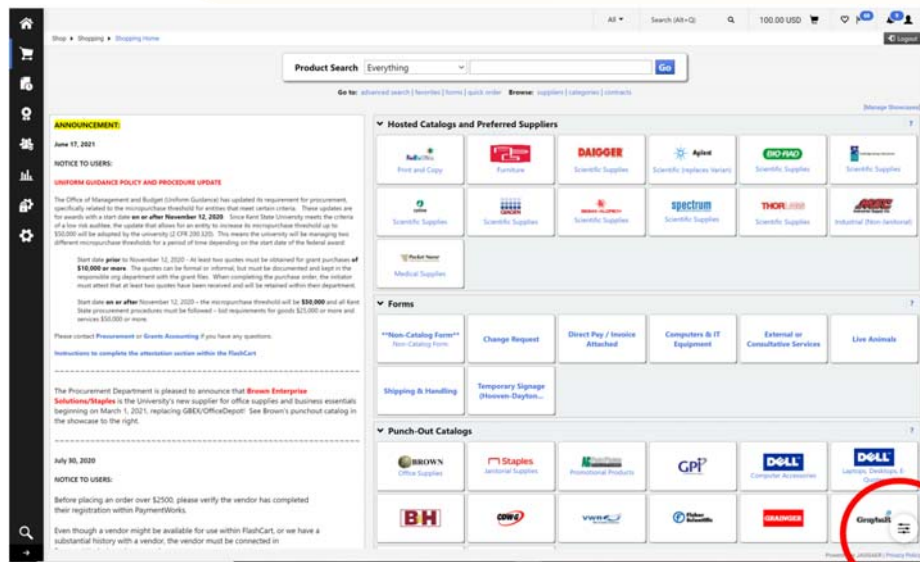 All
Search (Alt+Q)
100.00 USD
Shop Shopping Shopping Home
Logout
Product Search Everything Go
Go to: advanced search | favorites | forms | quick order Browse: suppliers | categories | contracts
[Manage Showcases]
ANNOUNCEMENT:
June 17, 2021
NOTICE TO USERS:
UNIFORM GUIDANCE POLICY AND PROCEDURE UPDATE
The Office of Management and Budget (Uniform Guidance) has updated its requirement for procurement,
specifically related to the micropurchase threshold for entities that meet certain criteria. These updates are
for awards with a start date on or after November 12, 2020. Since Kent State University meets the criteria
of a low risk auditee, the update that allows for an entity to increase its micropurchase threshold up to
$50,000 will be adopted by the university (2 CFR 200.320). This means the university will be managing two
different micropurchase thresholds for a period of time depending on the start date of the federal award:
Start date prior to November 12, 2020 - At least two quotes must be obtained for grant purchases of
$10,000 or more. The quotes can be formal or informal, but must be documented and kept in the
responsible org department with the grant files. When completing the purchase order, the initiator
must attest that at least two quotes have been received and will be retained within their department.
Start date on or after November 12, 2020 – the micropurchase threshold will be $50,000 and all Kent
State procurement procedures must be followed – bid requirements for goods $25,000 or more and
services $50,000 or more.
Please contact Procurement or Grants Accounting if you have any questions.
Instructions to complete the attestation section within the FlashCart
The Procurement Department is pleased to announce that Brown Enterprise
Solutions/Staples is the University's new supplier for office supplies and business essentials
beginning on March 1, 2021, replacing GBEX/OfficeDepot! See Brown's punchout catalog in
the showcase to the right.
July 30, 2020
NOTICE TO USERS:
Before placing an order over $2500, please verify the vendor has completed
their registration within PaymentWorks.
Even though a vendor might be available for use within FlashCart, or we have a
substantial history with a vendor, the vendor must be connected in
Hosted Catalogs and Preferred Suppliers ?
Print and Copy
Furniture
DAIGGER
Scientific Supplies
Agilent
Scientific (replaces Varian)
BIO-RAD
Scientific Supplies
Scientific Supplies
Scientific Supplies
QIAGEN
Scientific Supplies
Scientific Supplies
spectrum
Scientific Supplies
THORLABS
Scientific Supplies
Industrial (Non-Janitorial)
Medical Supplies
Forms ?
**Non-Catalog Form**
Non-Catalog Form
Change Request
Direct Pay / Invoice
Attached
Computers & IT
Equipment
External or
Consultative Services
Live Animals
Shipping & Handling
Temporary Signage
(Hooven-Dayton...
Punch-Out Catalogs ?
BROWN
Office Supplies
Staples
Janitorial Supplies
Promotional Products
GPI
DELL
Computer Accessories
DELL
Laptops, Desktops, E-
Quotes
B&H
CDW-G
VWR
Fisher
Scientific
GRAINGER
Graybar
Powered by JAGGAER | Privacy Policy